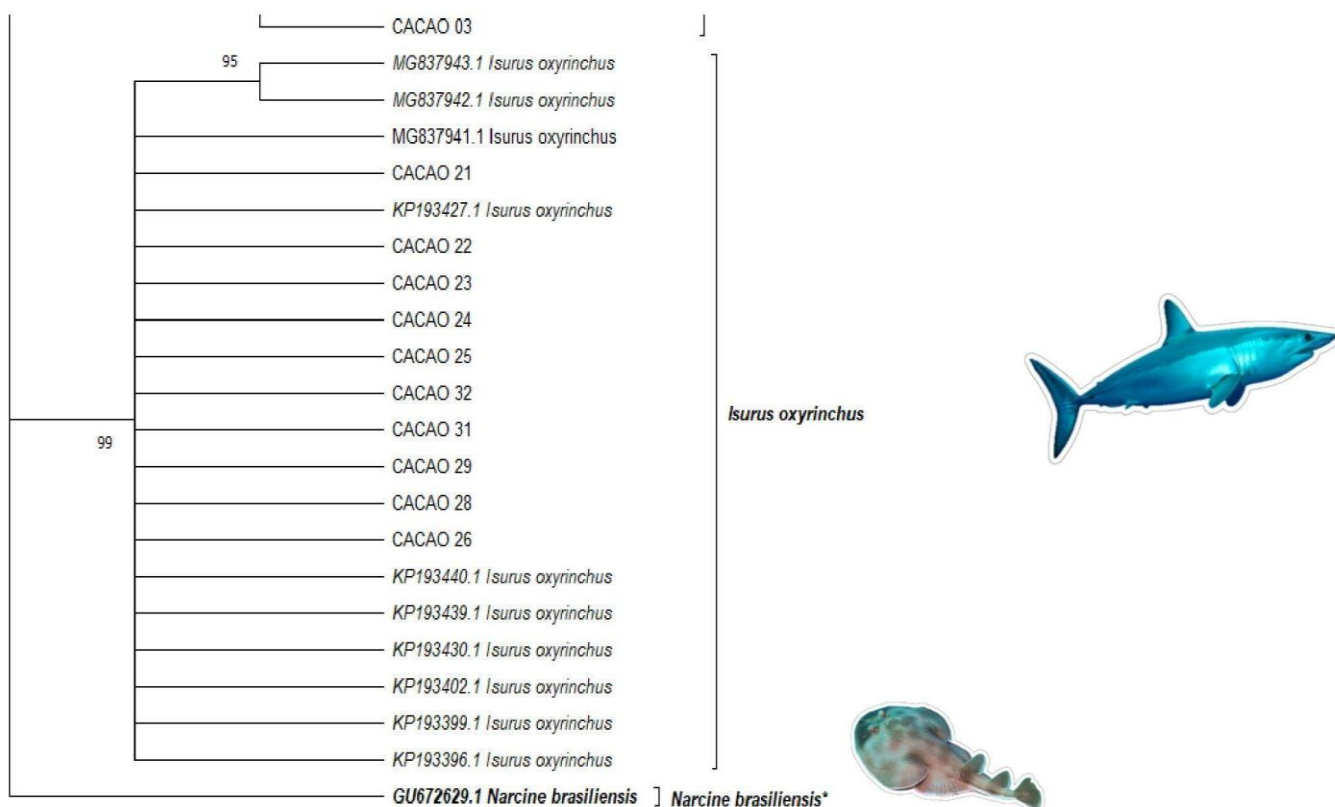 CACAO 03
95
MG837943.1 Isurus oxyrinchus
MG837942.1 Isurus oxyrinchus
MG837941.1 Isurus oxyrinchus
CACAO 21
KP193427.1 Isurus oxyrinchus
CACAO 22
CACAO 23
CACAO 24
CACAO 25
CACAO 32
Isurus oxyrinchus
CACAO 31
99
CACAO 29
CACAO 28
CACAO 26
KP193440.1 Isurus oxyrinchus
KP193439.1 Isurus oxyrinchus
KP193430.1 Isurus oxyrinchus
KP193402.1 Isurus oxyrinchus
KP193399.1 Isurus oxyrinchus
KP193396.1 Isurus oxyrinchus
GU672629.1 Narcine brasiliensis Narcine brasiliensis*